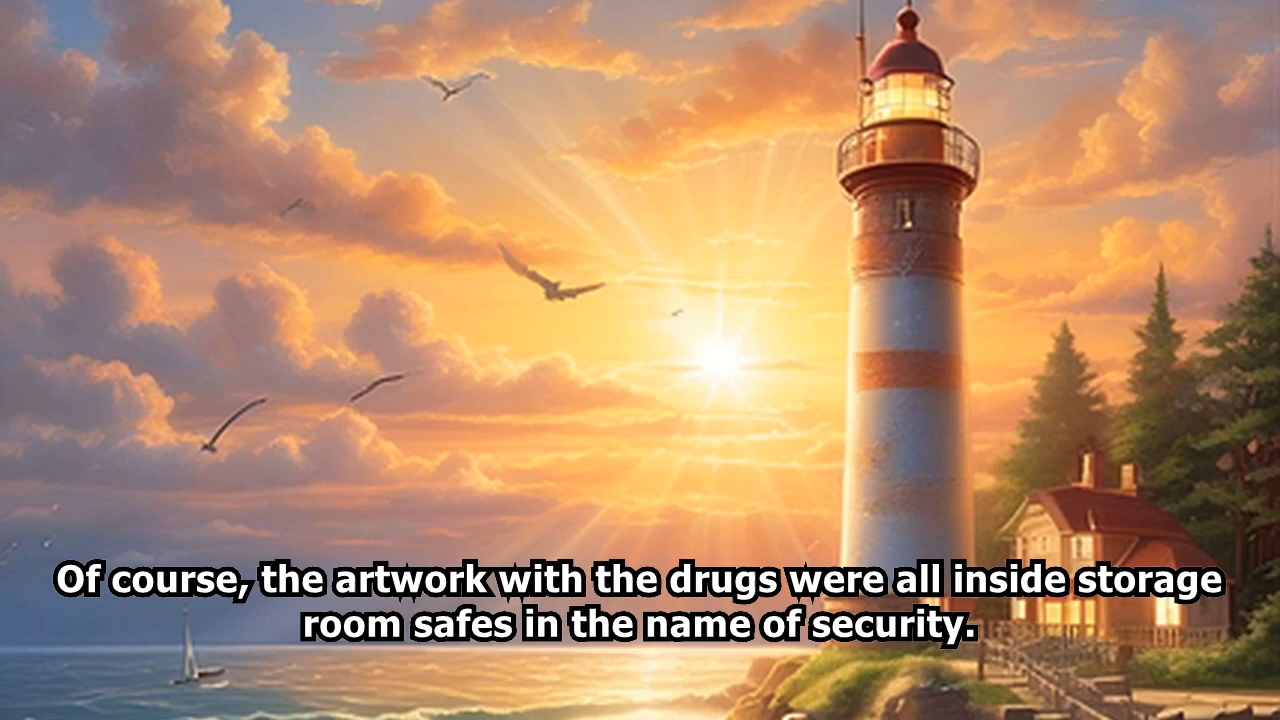 Of course, the artwork with the drugs were all inside storage
room safes in the name of security.